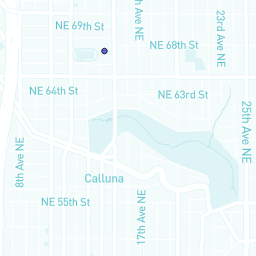 NE 69th St
23rd Ave NE
NE 68th St
NE 64th St
NE 63rd St
25th Ave NE
8th Ave NE
Calluna
17th Ave NE
NE 55th St